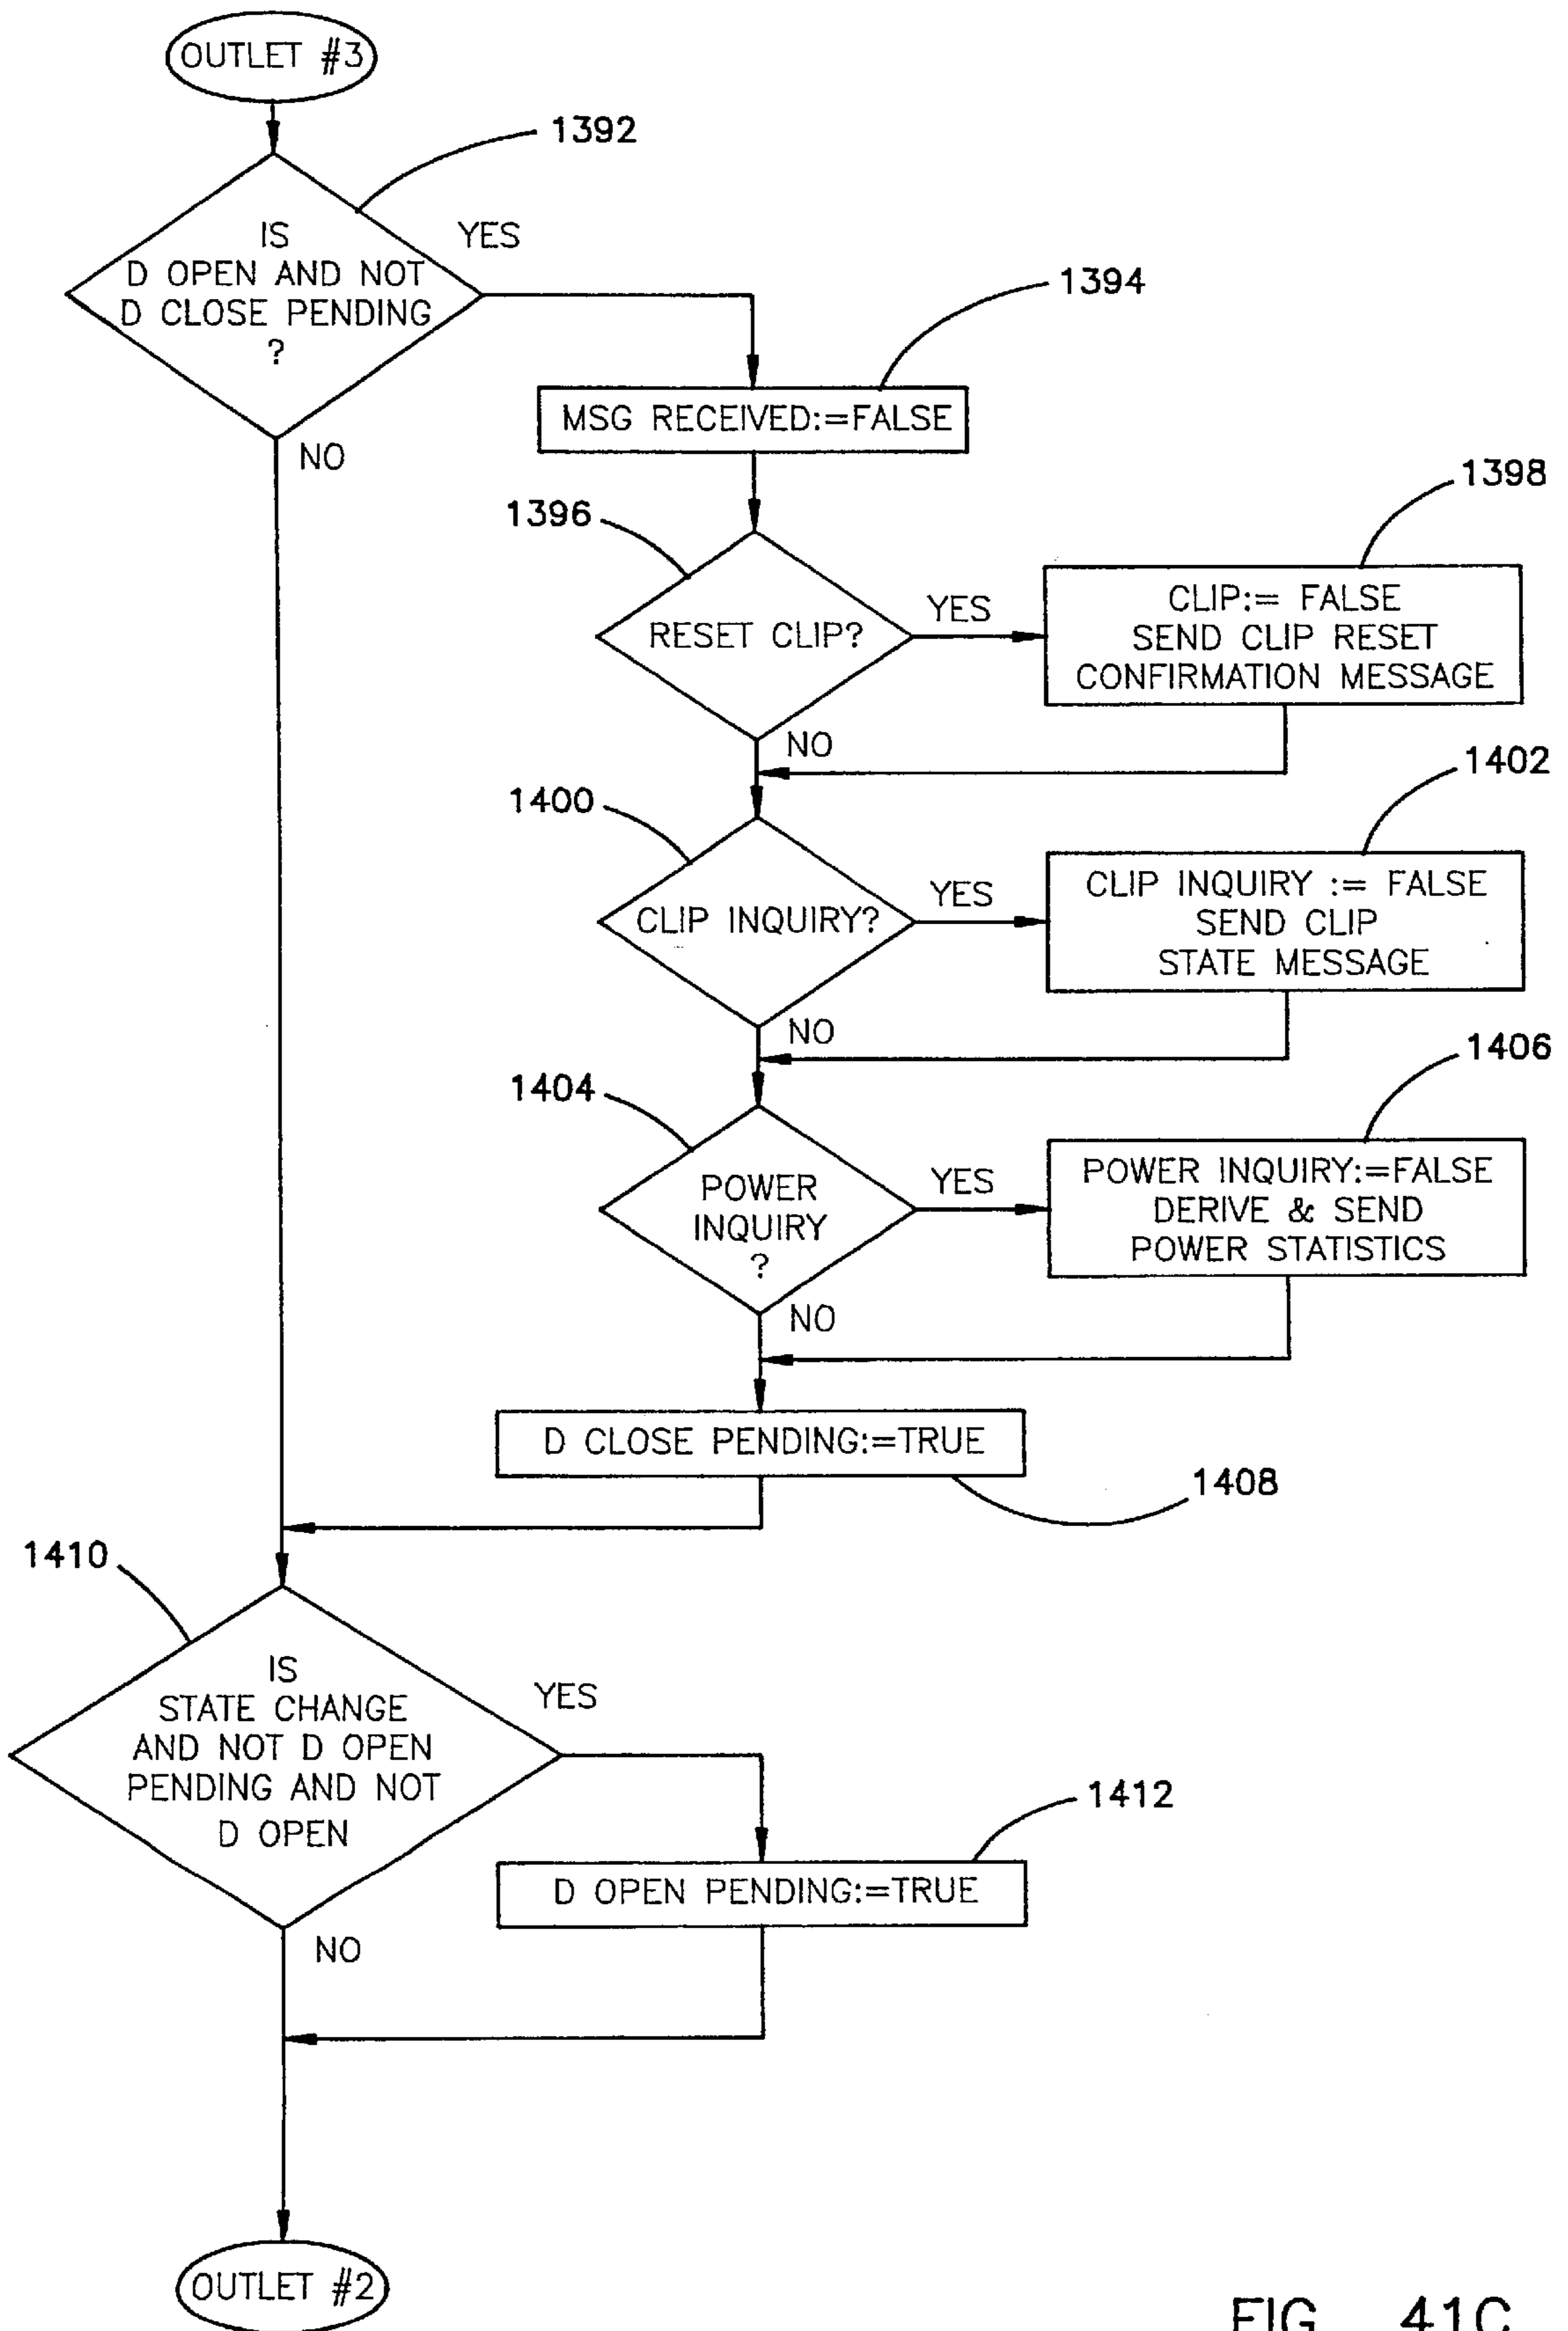 OUTLET #3
1392
IS
D OPEN AND NOT
D CLOSE PENDING
?
YES
NO
1394
MSG RECEIVED:=FALSE
1396
RESET CLIP?
YES
NO
1398
CLIP:= FALSE
SEND CLIP RESET
CONFIRMATION MESSAGE
1400
CLIP INQUIRY?
YES
NO
1402
CLIP INQUIRY := FALSE
SEND CLIP
STATE MESSAGE
1404
POWER
INQUIRY
?
YES
NO
1406
POWER INQUIRY:=FALSE
DERIVE & SEND
POWER STATISTICS
D CLOSE PENDING:=TRUE
1408
1410
IS
STATE CHANGE
AND NOT D OPEN
PENDING AND NOT
D OPEN
YES
NO
1412
D OPEN PENDING:=TRUE
OUTLET #2
FIG 41C